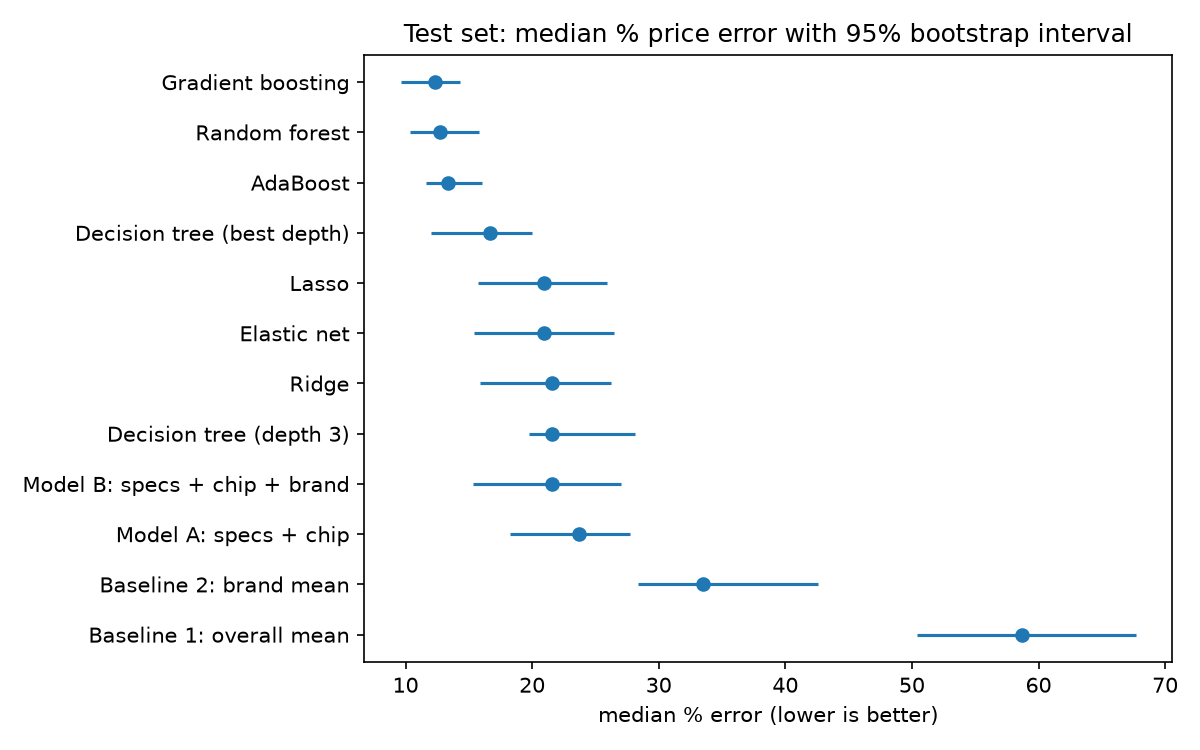 Test set: median % price error with 95% bootstrap interval
Gradient boosting
Random forest
AdaBoost
Decision tree (best depth)
Lasso
Elastic net
Ridge
Decision tree (depth 3)
Model B: specs + chip + brand
Model A: specs + chip
Baseline 2: brand mean
Baseline 1: overall mean
10 20 30 40 50 60 70
median % error (lower is better)